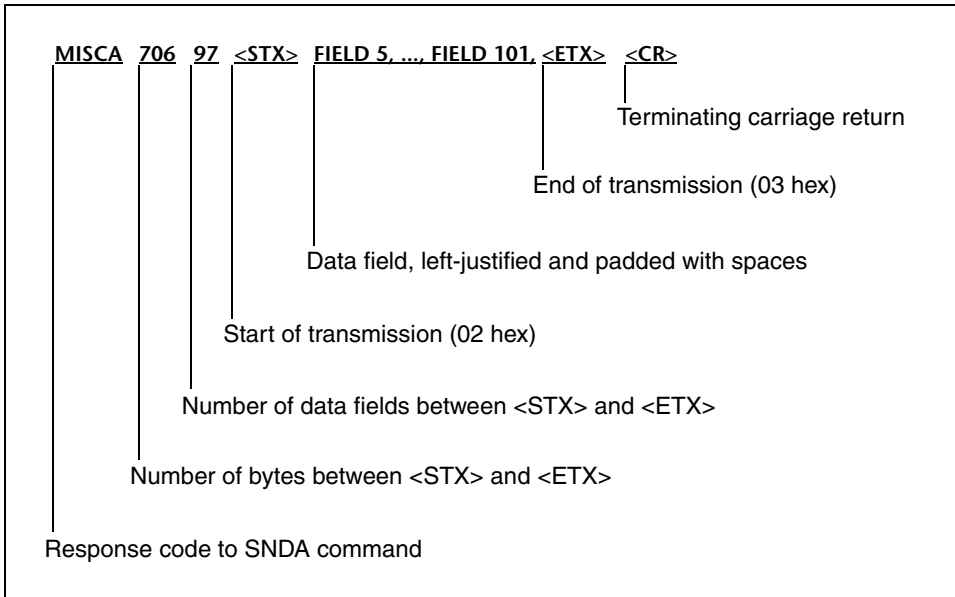 MISCA 706 97 <STX> FIELD 5, ..., FIELD 101, <ETX> <CR>
Terminating carriage return
End of transmission (03 hex)
Data field, left-justified and padded with spaces
Start of transmission (02 hex)
Number of data fields between <STX> and <ETX>
Number of bytes between <STX> and <ETX>
Response code to SNDA command